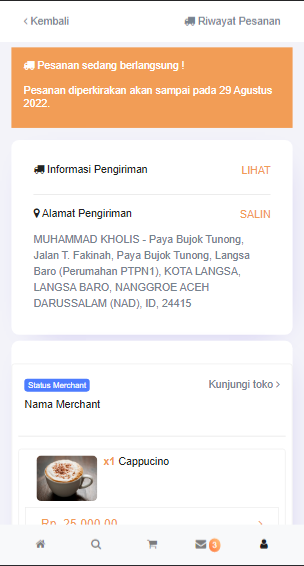 ‹ Kembali
Riwayat Pesanan
Pesanan sedang berlangsung !
Pesanan diperkirakan akan sampai pada 29 Agustus
2022.
Informasi Pengiriman
LIHAT
Alamat Pengiriman
SALIN
MUHAMMAD KHOLIS - Paya Bujok Tunong,
Jalan T. Fakinah, Paya Bujok Tunong, Langsa
Baro (Perumahan PTPN1), KOTA LANGSA,
LANGSA BARO, NANGGROE ACEH
DARUSSALAM (NAD), ID, 24415
Status Merchant
Kunjungi toko ›
Nama Merchant
x1 Cappucino
Rp. 25.000,00
3